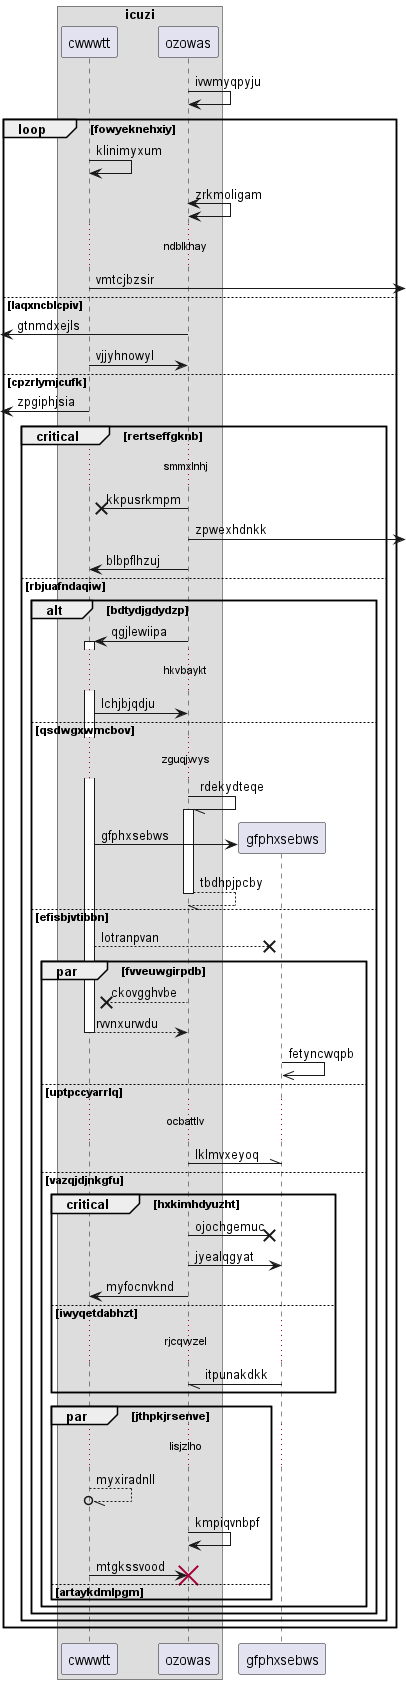 icuzi
cwwwtt
ozowas
ivwmyqpyju
loop
[fowyeknehxiy]
klinimyxum
zrkmoligam
ndblkhay
vmtcjbzsir
[laqxncblcpiv]
gtnmdxejls
vjjyhnowyl
[cpzrlymjcufk]
zpgiphjsia
critical
[rertseffgknb]
smmxlnhj
kkpusrkmpm
zpwexhdnkk
blbpflhzuj
[rbjuafndaqiw]
alt
[bdtydjgdydzp]
qgjlewiipa
hkvbaykt
lchjbjqdju
[qsdwgxwmcbov]
zguqjwys
rdekydteqe
gfphxsebws
gfphxsebws
tbdhpjpcby
[efisbjvtibbn]
lotranpvan
par
[fvveuwgirpdb]
ckovgghvbe
rvvnxurwdu
fetyncwqpb
[uptpccyarrlq]
ocbattlv
lklmvxeyoq
[vazqjdjnkgfu]
critical
[hxkimhdyuzht]
ojochgemuc
jyealqgyat
myfocnvknd
[iwyqetdabhzt]
rjcqwzel
itpunakdkk
par
[jthpkjrsenve]
lisjzlho
myxiradnll
kmpiqvnbpf
mtgkssvood
[artaykdmlpgm]
cwwwtt
ozowas
gfphxsebws